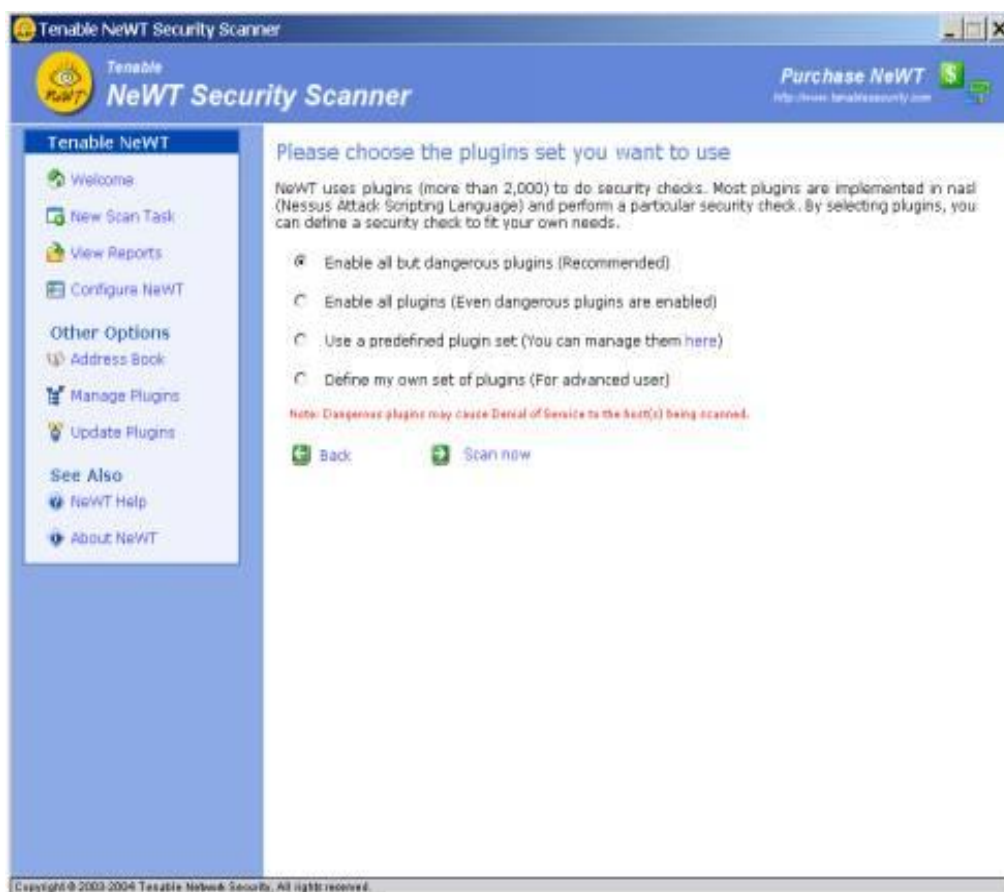 Tenable NeWT Security Scanner
Tenable
NeWT Security Scanner
NeWT
Purchase NeWT
http://www.tenablesecurity.com
Tenable NeWT
Welcome
New Scan Task
View Reports
Configure NeWT
Other Options
Address Book
Manage Plugins
Update Plugins
See Also
NeWT Help
About NeWT
Please choose the plugins set you want to use
NeWT uses plugins (more than 2,000) to do security checks. Most plugins are implemented in nasl
(Nessus Attack Scripting Language) and perform a particular security check. By selecting plugins, you
can define a security check to fit your own needs.
Enable all but dangerous plugins (Recommended)
Enable all plugins (Even dangerous plugins are enabled)
Use a predefined plugin set (You can manage them here)
Define my own set of plugins (For advanced user)
Note: Dangerous plugins may cause Denial of Service to the host(s) being scanned.
Back
Scan now
Copyright © 2003-2004 Tenable Network Security. All rights reserved.